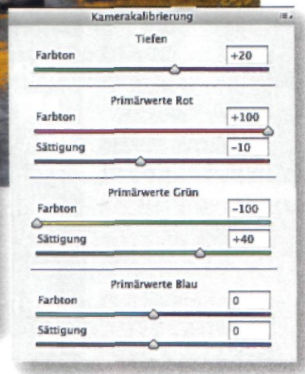 Kamerakalibrierung
Tiefen
Farbton +20
Primärwerte Rot
Farbton +100
Sättigung -10
Primärwerte Grün
Farbton -100
Sättigung +40
Primärwerte Blau
Farbton 0
Sättigung 0